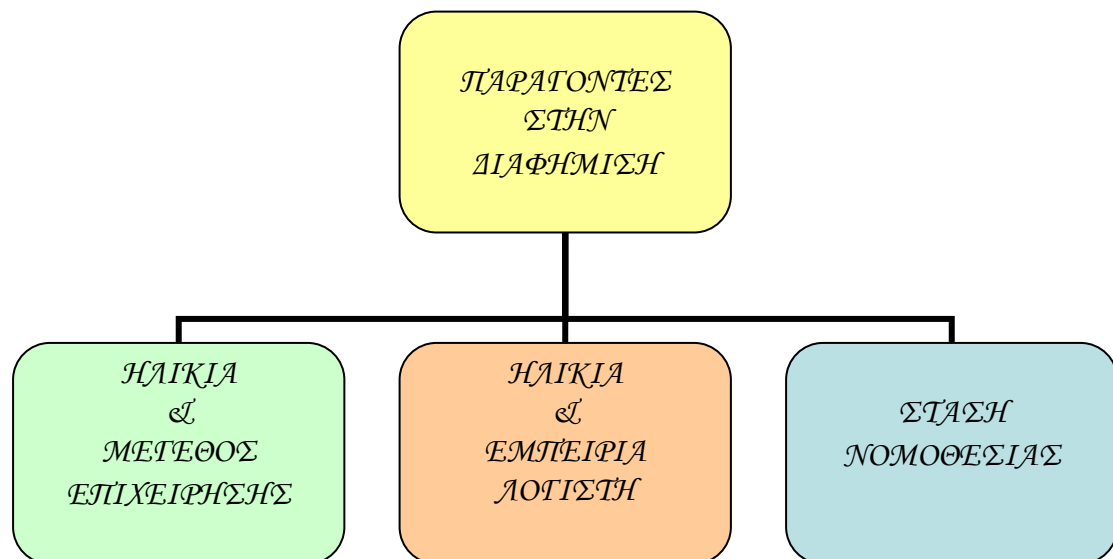 ΠΑΡΑΓΟΝΤΕΣ
ΣΤΗΝ
ΔΙΑΦΗΜΙΣΗ
ΗΛΙΚΙΑ
&
ΜΕΓΕΘΟΣ
ΕΠΙΧΕΙΡΗΣΗΣ
ΗΛΙΚΙΑ
&
ΕΜΠΕΙΡΙΑ
ΛΟΓΙΣΤΗ
ΣΤΑΣΗ
ΝΟΜΟΘΕΣΙΑΣ